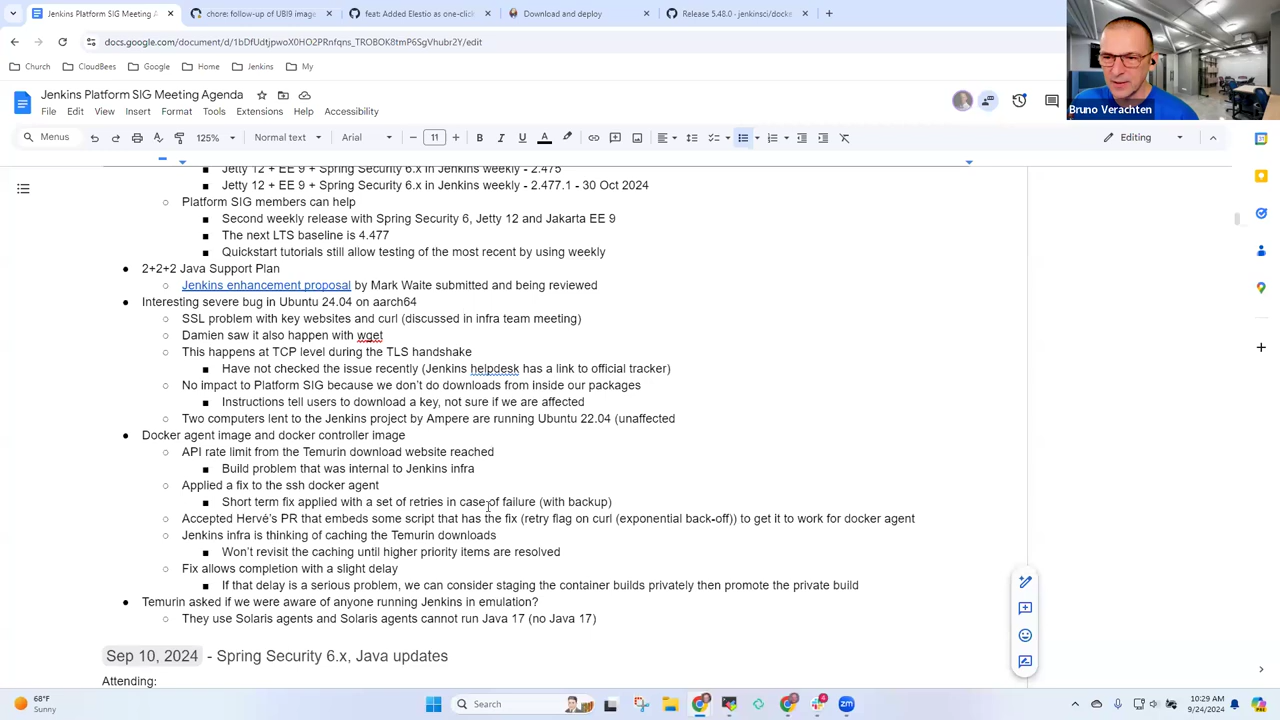 Jenkins Platform SIG Meeting Age
chore: follow-up of UBI9 image
feat: Added Elestio as one-click
Download and deploy
Release 5.48.0 · jenkinsci/docke
docs.google.com/document/d/1bDfUdtjpwoX0HO2PRnfqns_TROBOK8tmP6SgVhubr2Y/edit
Church
CloudBees
Google
Home
Jenkins
My
Jenkins Platform SIG Meeting Agenda
File Edit View Insert Format Tools Extensions Help Accessibility
Bruno Verachten
Menus
125%
Normal text
Arial
11
Editing
Jetty 12 + EE 9 + Spring Security 6.x in Jenkins weekly - 2.475
Jetty 12 + EE 9 + Spring Security 6.x in Jenkins weekly - 2.477.1 - 30 Oct 2024
Platform SIG members can help
Second weekly release with Spring Security 6, Jetty 12 and Jakarta EE 9
The next LTS baseline is 4.477
Quickstart tutorials still allow testing of the most recent by using weekly
2+2+2 Java Support Plan
Jenkins enhancement proposal by Mark Waite submitted and being reviewed
Interesting severe bug in Ubuntu 24.04 on aarch64
SSL problem with key websites and curl (discussed in infra team meeting)
Damien saw it also happen with wget
This happens at TCP level during the TLS handshake
Have not checked the issue recently (Jenkins helpdesk has a link to official tracker)
No impact to Platform SIG because we don't do downloads from inside our packages
Instructions tell users to download a key, not sure if we are affected
Two computers lent to the Jenkins project by Ampere are running Ubuntu 22.04 (unaffected
Docker agent image and docker controller image
API rate limit from the Temurin download website reached
Build problem that was internal to Jenkins infra
Applied a fix to the ssh docker agent
Short term fix applied with a set of retries in case of failure (with backup)
Accepted Hervé's PR that embeds some script that has the fix (retry flag on curl (exponential back-off)) to get it to work for docker agent
Jenkins infra is thinking of caching the Temurin downloads
Won't revisit the caching until higher priority items are resolved
Fix allows completion with a slight delay
If that delay is a serious problem, we can consider staging the container builds privately then promote the private build
Temurin asked if we were aware of anyone running Jenkins in emulation?
They use Solaris agents and Solaris agents cannot run Java 17 (no Java 17)
Sep 10, 2024 - Spring Security 6.x, Java updates
Attending:
68°F
Sunny
Search
10:29 AM
9/24/2024